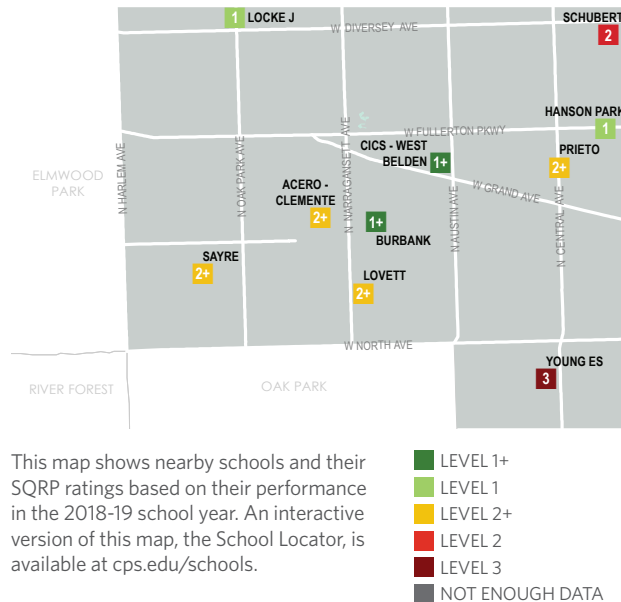 1 LOCKE J
SCHUBERT
2
W DIVERSEY AVE
HANSON PARK
1
W FULLERTON PKWY
CICS - WEST
BELDEN 1+
PRIETO
2+
ELMWOOD
PARK
N HARLEM AVE
N OAK PARK AVE
N NARRAGANSETT AVE
N AUSTIN AVE
N CENTRAL AVE
W GRAND AVE
ACERO -
CLEMENTE
2+
1+
BURBANK
SAYRE
2+
LOVETT
2+
W NORTH AVE
YOUNG ES
3
RIVER FOREST
OAK PARK
This map shows nearby schools and their
SQRP ratings based on their performance
in the 2018-19 school year. An interactive
version of this map, the School Locator, is
available at cps.edu/schools.
LEVEL 1+
LEVEL 1
LEVEL 2+
LEVEL 2
LEVEL 3
NOT ENOUGH DATA